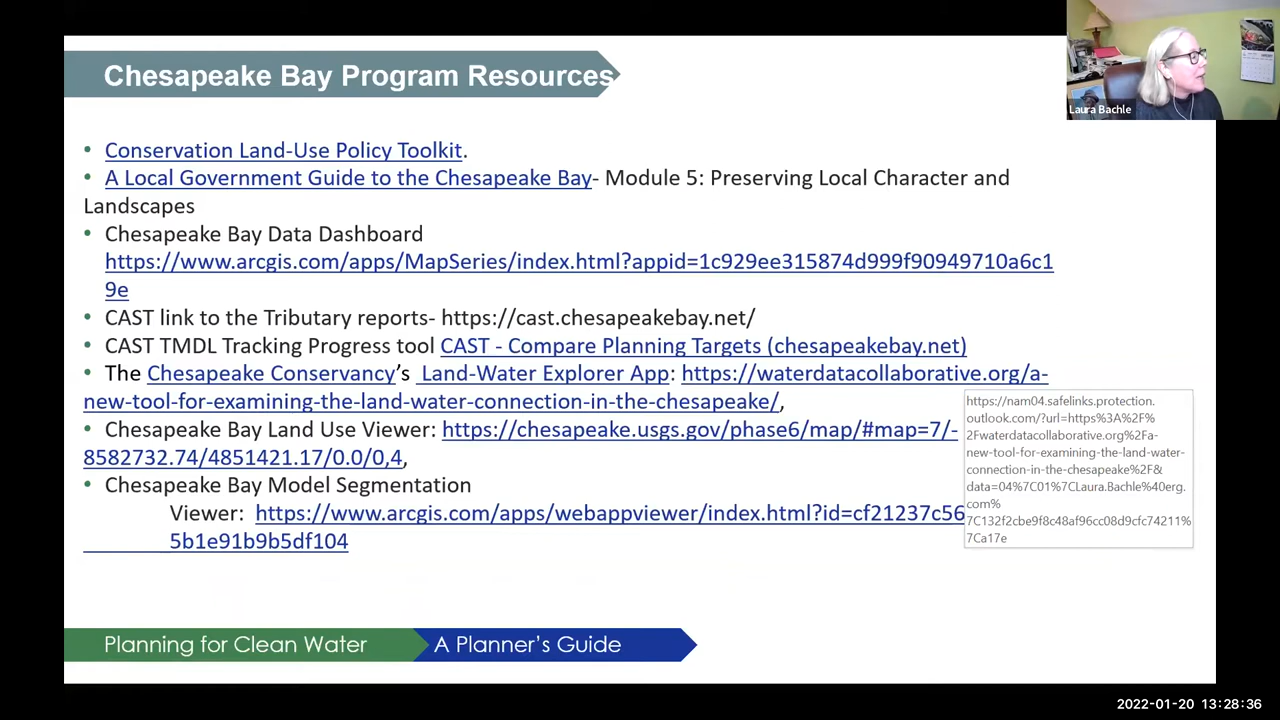 Chesapeake Bay Program Resources
Laura Bachle
• Conservation Land-Use Policy Toolkit.
• A Local Government Guide to the Chesapeake Bay- Module 5: Preserving Local Character and
Landscapes
• Chesapeake Bay Data Dashboard
https://www.arcgis.com/apps/MapSeries/index.html?appid=1c929ee315874d999f90949710a6c1
9e
• CAST link to the Tributary reports- https://cast.chesapeakebay.net/
• CAST TMDL Tracking Progress tool CAST - Compare Planning Targets (chesapeakebay.net)
• The Chesapeake Conservancy's Land-Water Explorer App: https://waterdatacollaborative.org/a-
new-tool-for-examining-the-land-water-connection-in-the-chesapeake/,
• Chesapeake Bay Land Use Viewer: https://chesapeake.usgs.gov/phase6/map/#map=7/-
8582732.74/4851421.17/0.0/0,4,
• Chesapeake Bay Model Segmentation
Viewer: https://www.arcgis.com/apps/webappviewer/index.html?id=cf21237c56
5b1e91b9b5df104
https://nam04.safelinks.protection.
outlook.com/?url=https%3A%2F%
2Fwaterdatacollaborative.org%2Fa-
new-tool-for-examining-the-land-water-
connection-in-the-chesapeake%2F&
data=04%7C01%7CLaura.Bachle%40erg.
com%
7C132f2cbe9f8c48af96cc08d9cfc74211%
7Ca17e
Planning for Clean Water
A Planner's Guide
2022-01-20 13:28:36